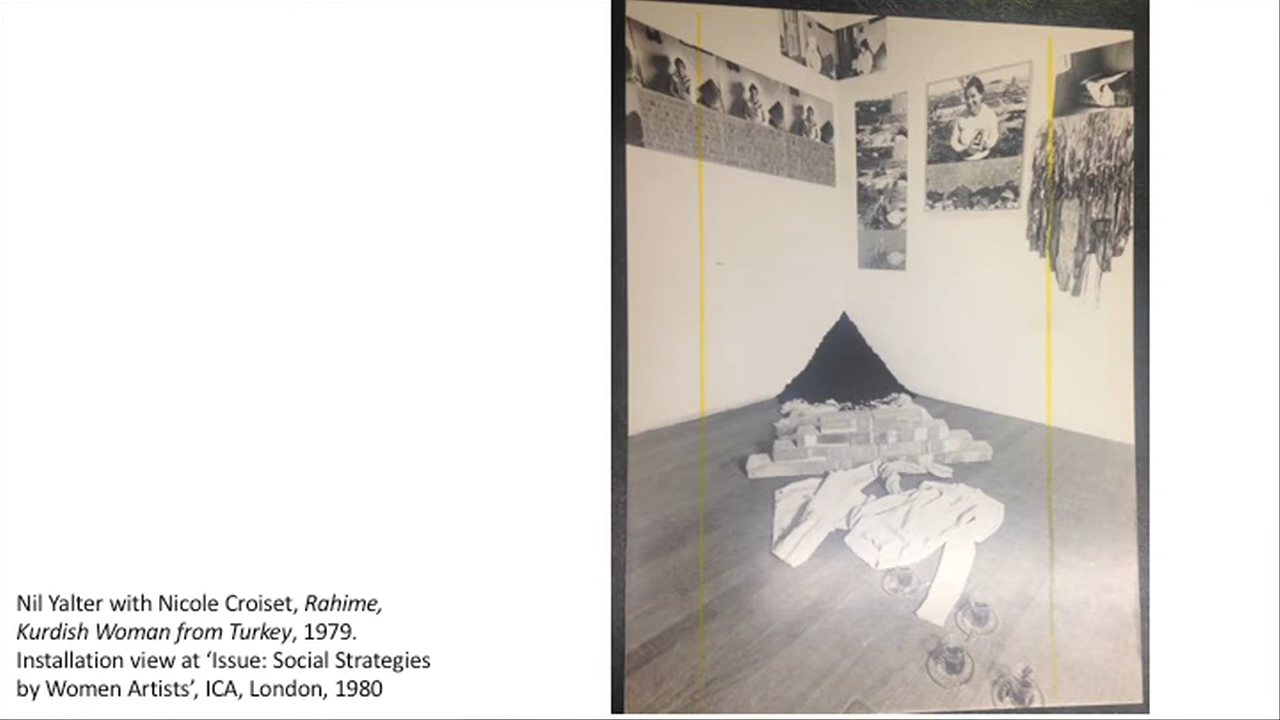 Nil Yalter with Nicole Croiset, Rahime,
Kurdish Woman from Turkey, 1979.
Installation view at ‘Issue: Social Strategies
by Women Artists’, ICA, London, 1980